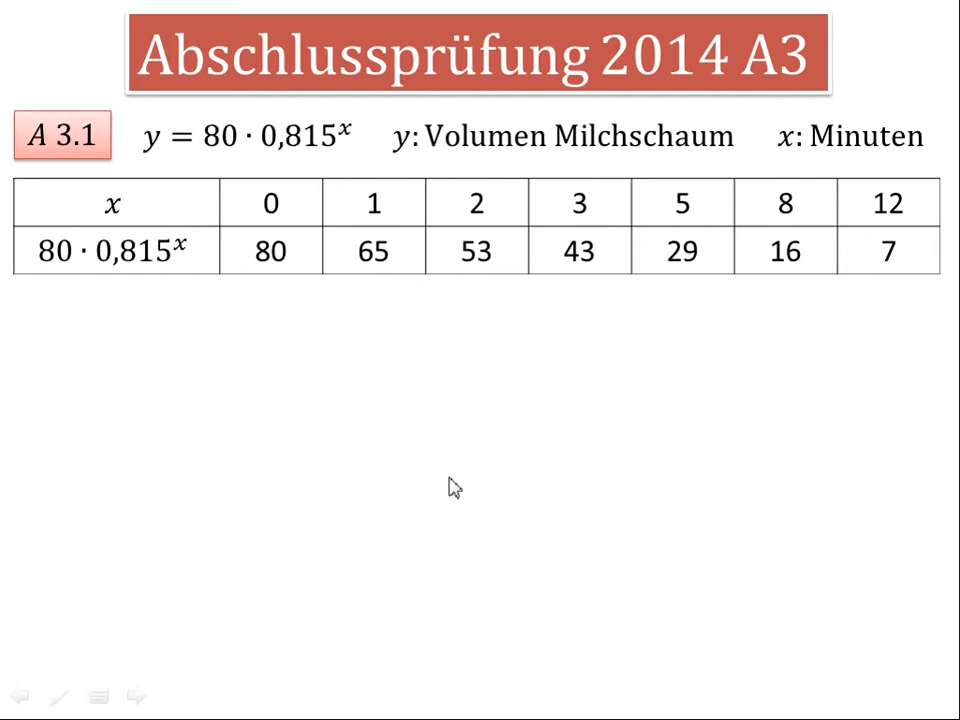 Abschlussprüfung 2014 A3
A 3.1 y = 80 · 0,815^x y: Volumen Milchschaum x: Minuten
x 0 1 2 3 5 8 12
80 · 0,815^x 80 65 53 43 29 16 7